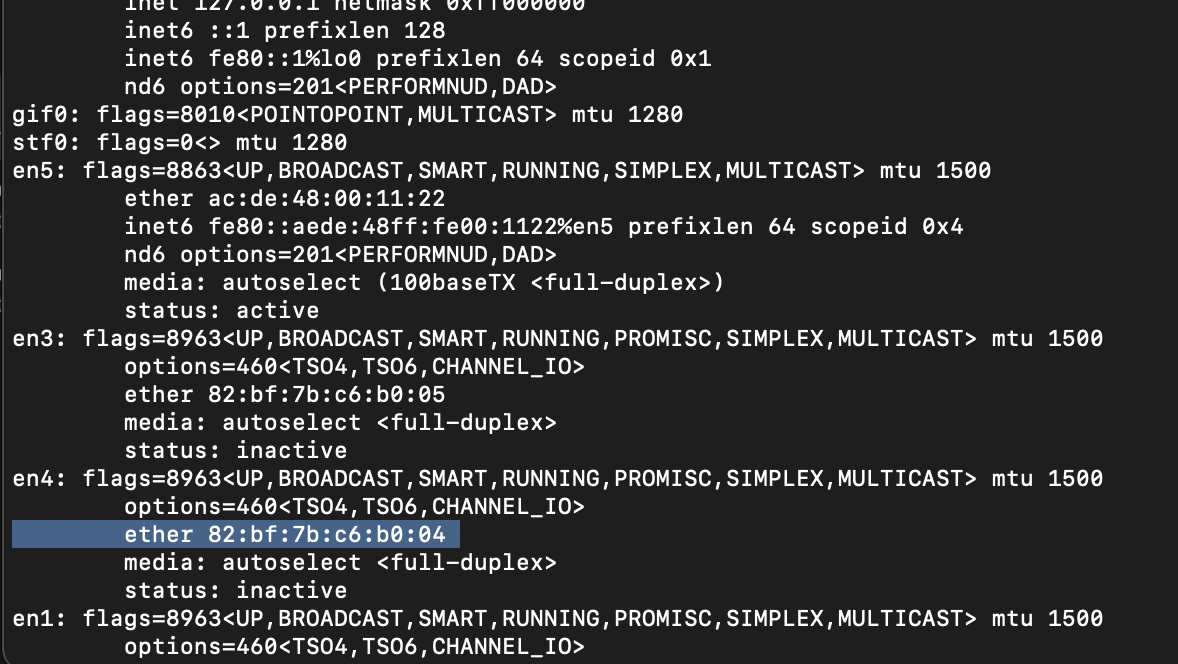 inet 127.0.0.1 netmask 0xff000000
inet6 ::1 prefixlen 128
inet6 fe80::1%lo0 prefixlen 64 scopeid 0x1
nd6 options=201<PERFORMNUD,DAD>
gif0: flags=8010<POINTOPOINT,MULTICAST> mtu 1280
stf0: flags=0<> mtu 1280
en5: flags=8863<UP,BROADCAST,SMART,RUNNING,SIMPLEX,MULTICAST> mtu 1500
ether ac:de:48:00:11:22
inet6 fe80::aede:48ff:fe00:1122%en5 prefixlen 64 scopeid 0x4
nd6 options=201<PERFORMNUD,DAD>
media: autoselect (100baseTX <full-duplex>)
status: active
en3: flags=8963<UP,BROADCAST,SMART,RUNNING,PROMISC,SIMPLEX,MULTICAST> mtu 1500
options=460<TSO4,TSO6,CHANNEL_IO>
ether 82:bf:7b:c6:b0:05
media: autoselect <full-duplex>
status: inactive
en4: flags=8963<UP,BROADCAST,SMART,RUNNING,PROMISC,SIMPLEX,MULTICAST> mtu 1500
options=460<TSO4,TSO6,CHANNEL_IO>
ether 82:bf:7b:c6:b0:04
media: autoselect <full-duplex>
status: inactive
en1: flags=8963<UP,BROADCAST,SMART,RUNNING,PROMISC,SIMPLEX,MULTICAST> mtu 1500
options=460<TSO4,TSO6,CHANNEL_IO>